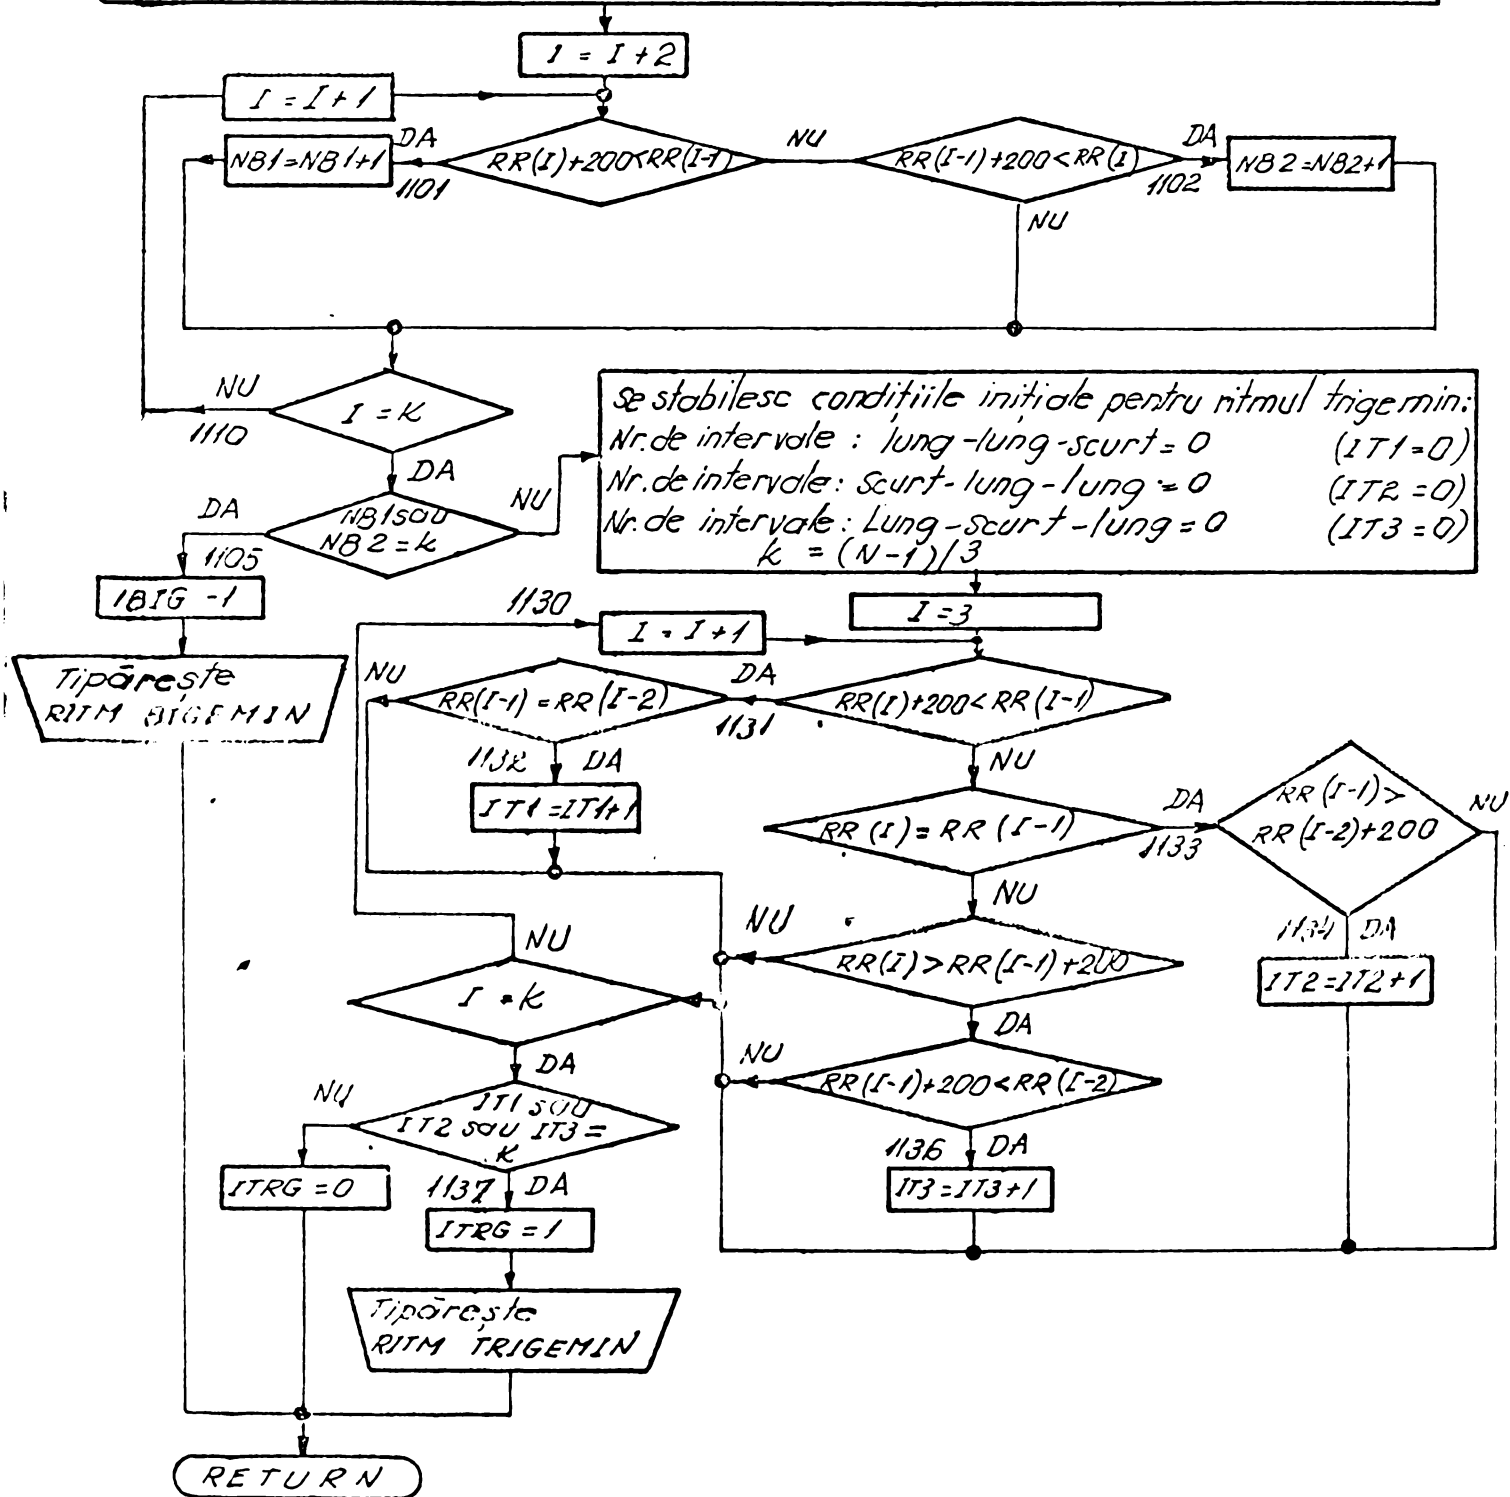 I = I+2
I = I+1
DA
NB1=NB1+1
1101
RR(I)+200<RR(I-1)
NU
RR(I-1)+200<RR(I)
DA
1102
NB2=NB2+1
NU
NU
I = K
1110
DA
DA
NB1 sau
NB2=k
NU
1105
IBIG -1
Tipărește
RITM BIGEMIN
Se stabilesc condițiile inițiale pentru ritmul trigemin:
Nr. de intervale : lung-lung-scurt=0 (IT1=0)
Nr. de intervale: scurt-lung-lung = 0 (IT2=0)
Nr. de intervale: Lung-scurt-lung=0 (IT3=0)
k = (N-1)/3
I=3
1130
I = I+1
NU
RR(I-1)=RR(I-2)
DA
1131
RR(I)+200<RR(I-1)
1132 DA
IT1=IT1+1
NU
RR(I)=RR(I-1)
DA
1133
RR(I-1)>
RR(I-2)+200
NU
NU
1134 DA
IT2=IT2+1
NU
RR(I)>RR(I-1)+200
NU
I = K
DA
NU
RR(I-1)+200<RR(I-2)
DA
NU
IT1 sau
IT2 sau IT3=
K
1136 DA
IT3=IT3+1
ITRG=0
1137 DA
ITRG=1
Tipărește
RITM TRIGEMIN
RETURN